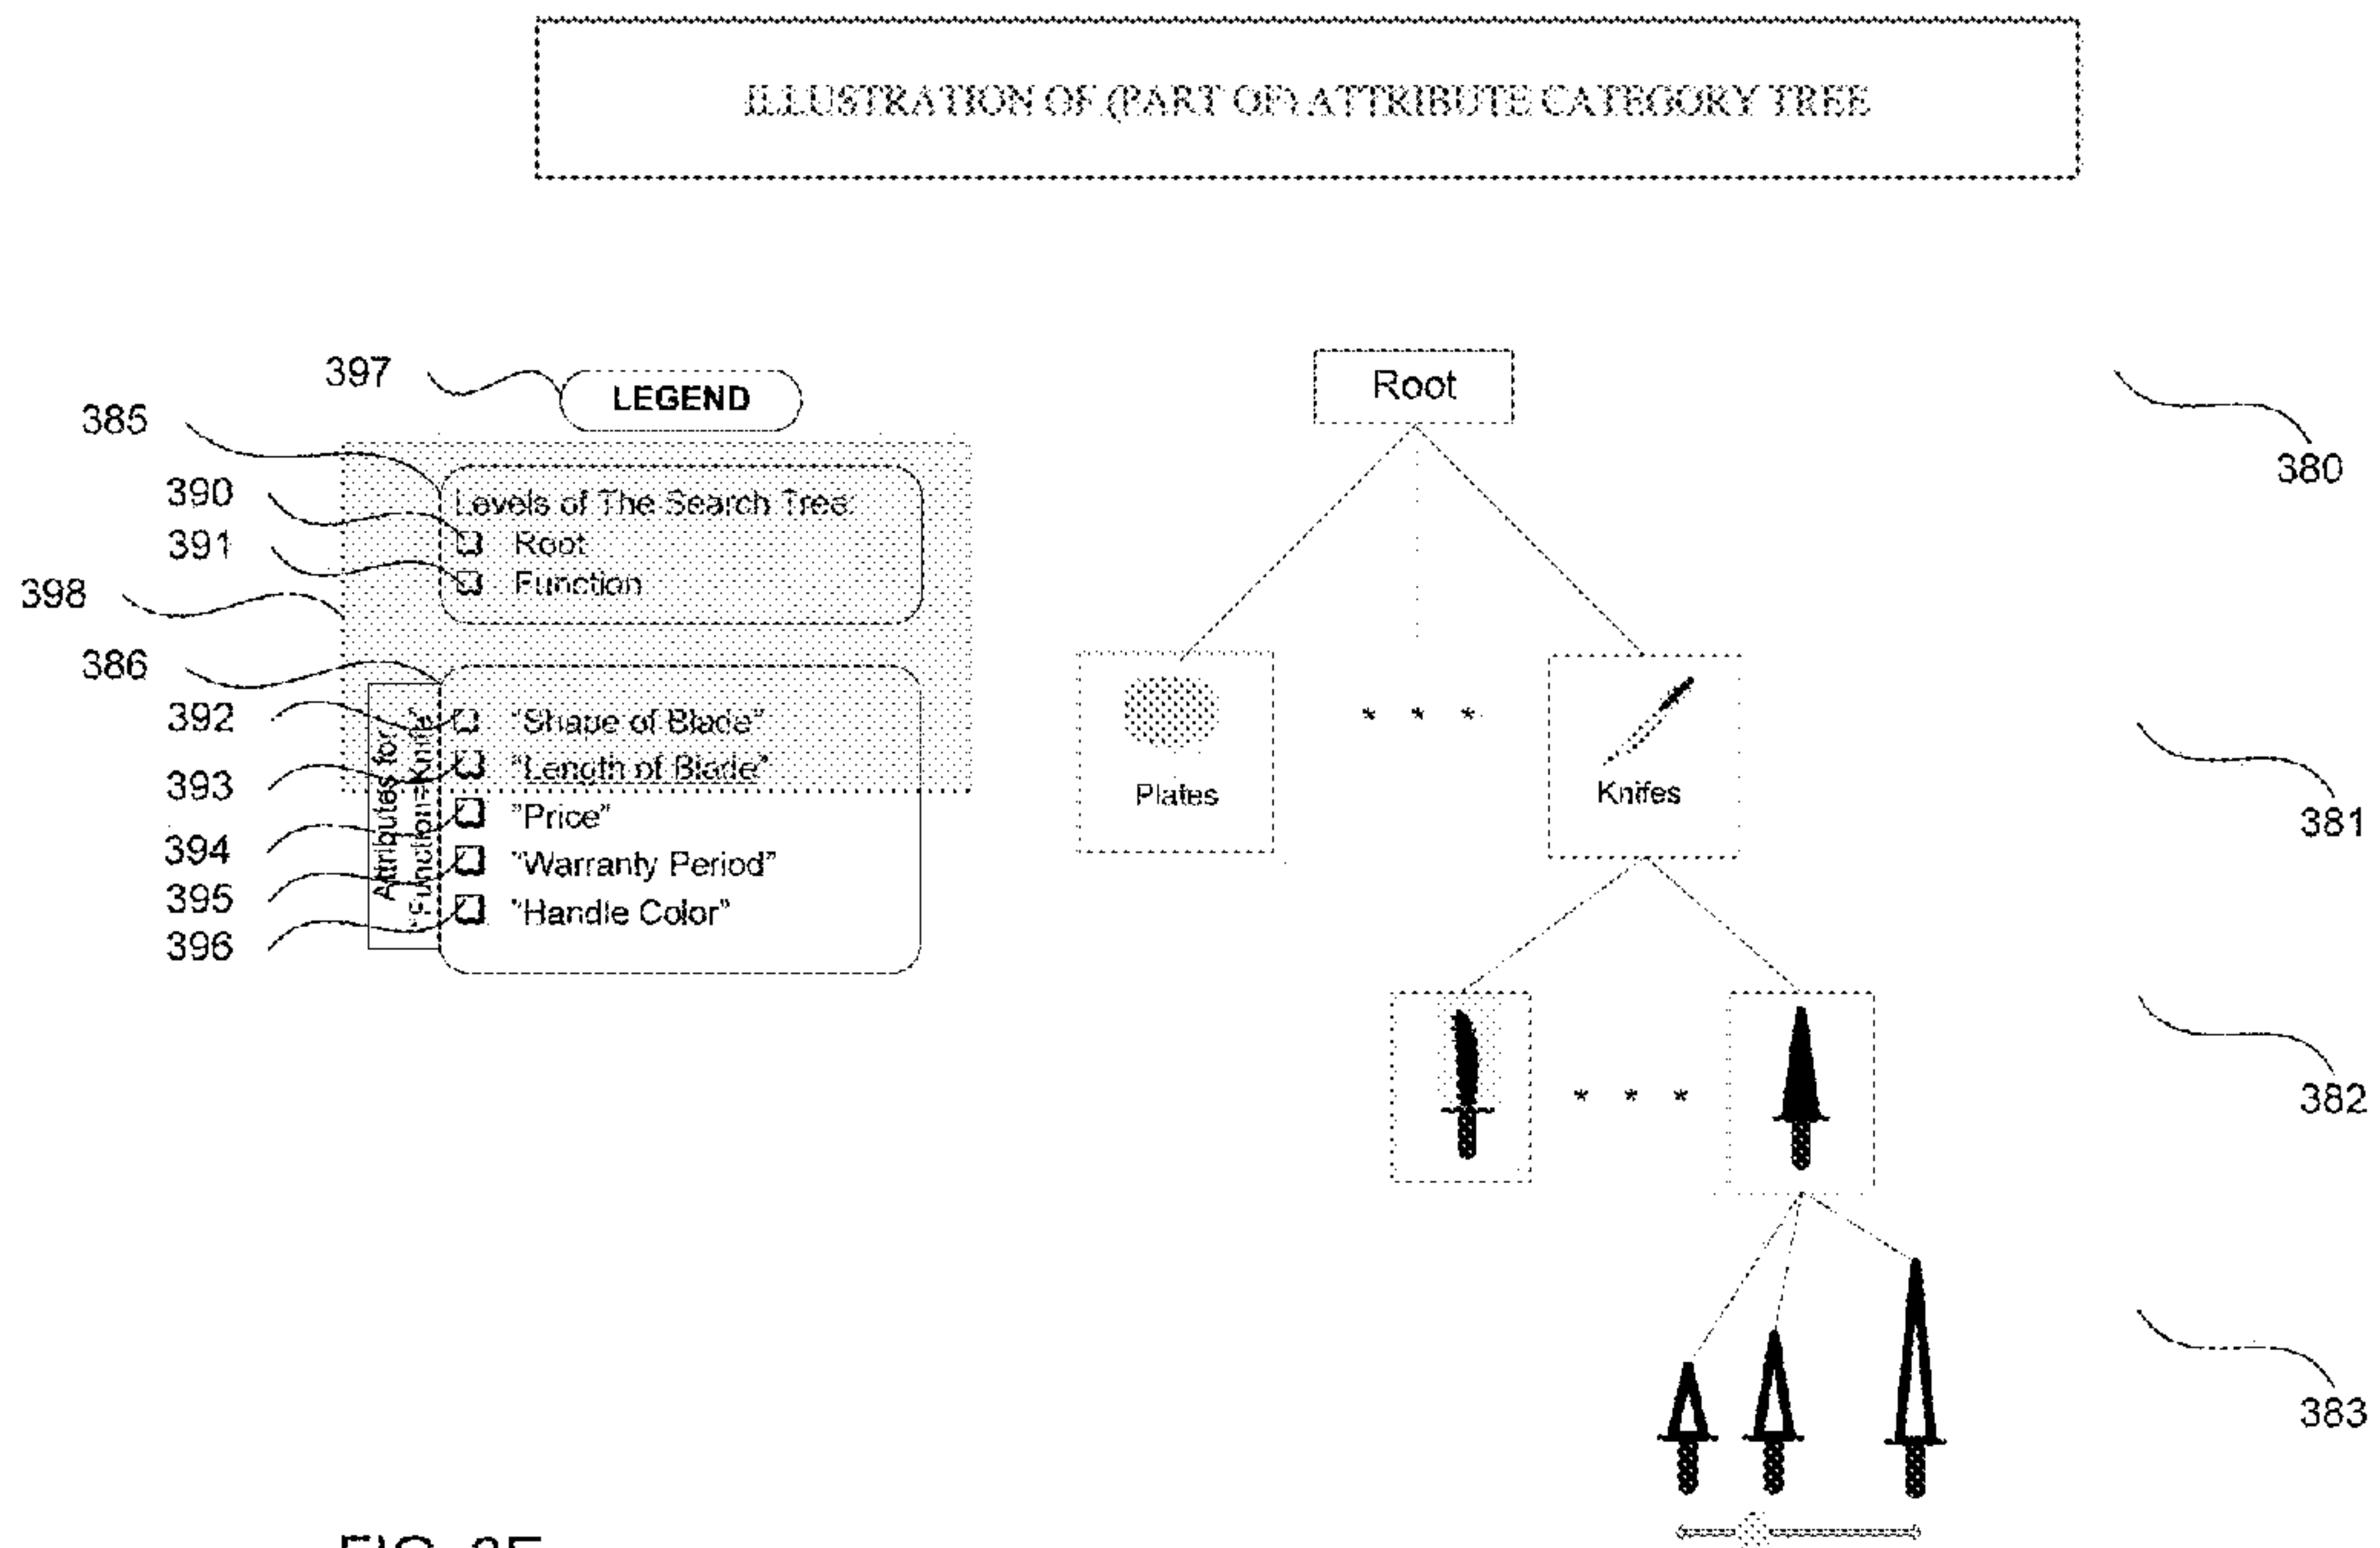 ILLUSTRATION OF (PART OF) ATTRIBUTE CATEGORY TREE
397
LEGEND
385
390
391
398
Levels of The Search Tree:
Root
Function
386
392
393
394
395
396
Attributes for
"Function=Knife"
"Shape of Blade"
"Length of Blade"
"Price"
"Warranty Period"
"Handle Color"
Root
380
Plates
* * *
Knifes
381
* * *
382
383